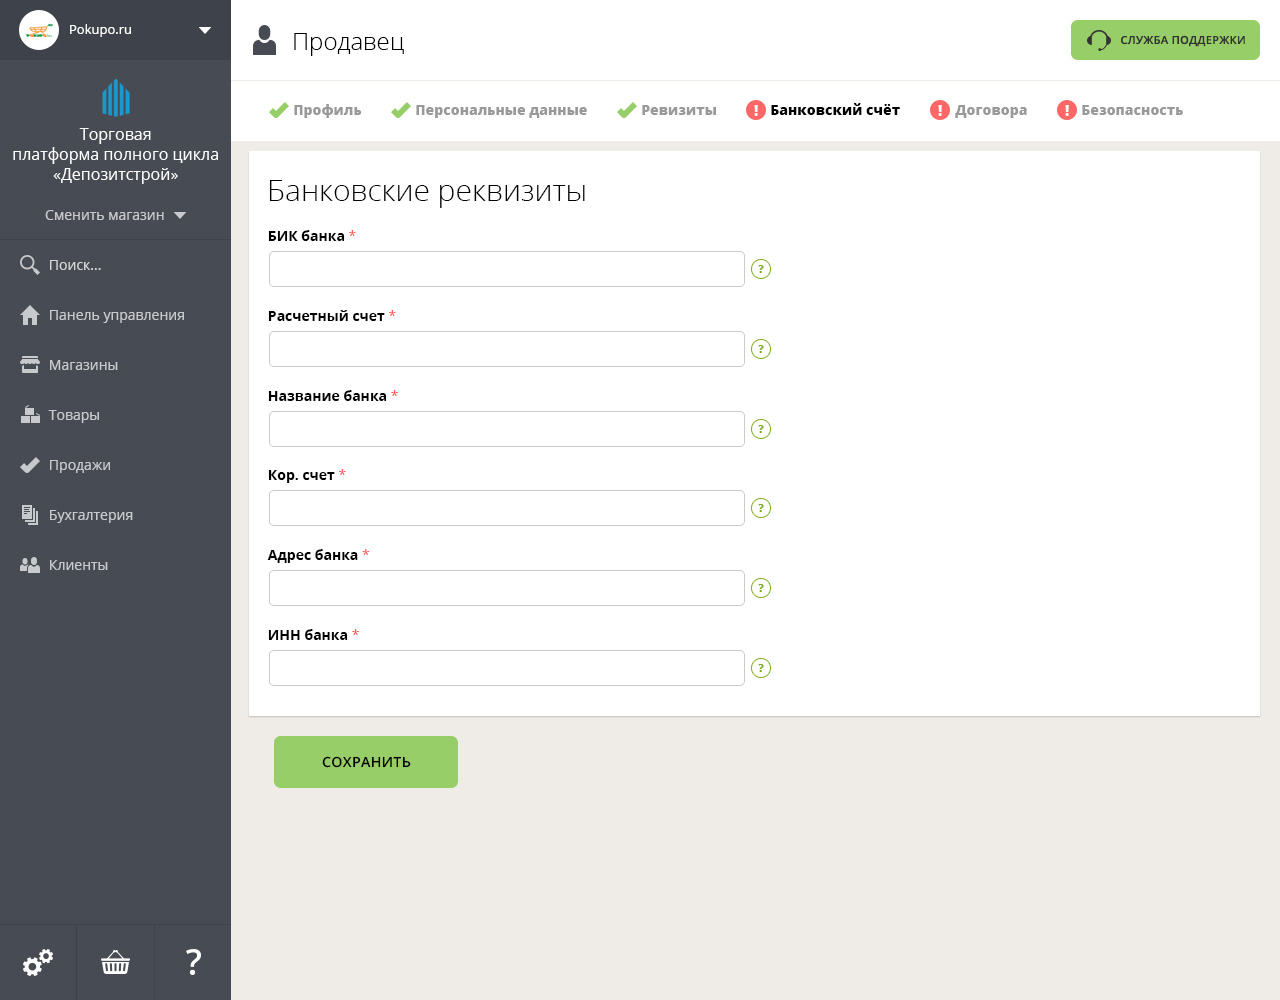 Pokupo.ru
Продавец
СЛУЖБА ПОДДЕРЖКИ
Торговая
платформа полного цикла
«Депозитстрой»
Сменить магазин
Поиск...
Панель управления
Магазины
Товары
Продажи
Бухгалтерия
Клиенты
?
Профиль
Персональные данные
Ревизиты
! Банковский счёт
! Договора
! Безопасность
Банковские реквизиты
БИК банка *
?
Расчетный счет *
?
Название банка *
?
Кор. счет *
?
Адрес банка *
?
ИНН банка *
?
СОХРАНИТЬ